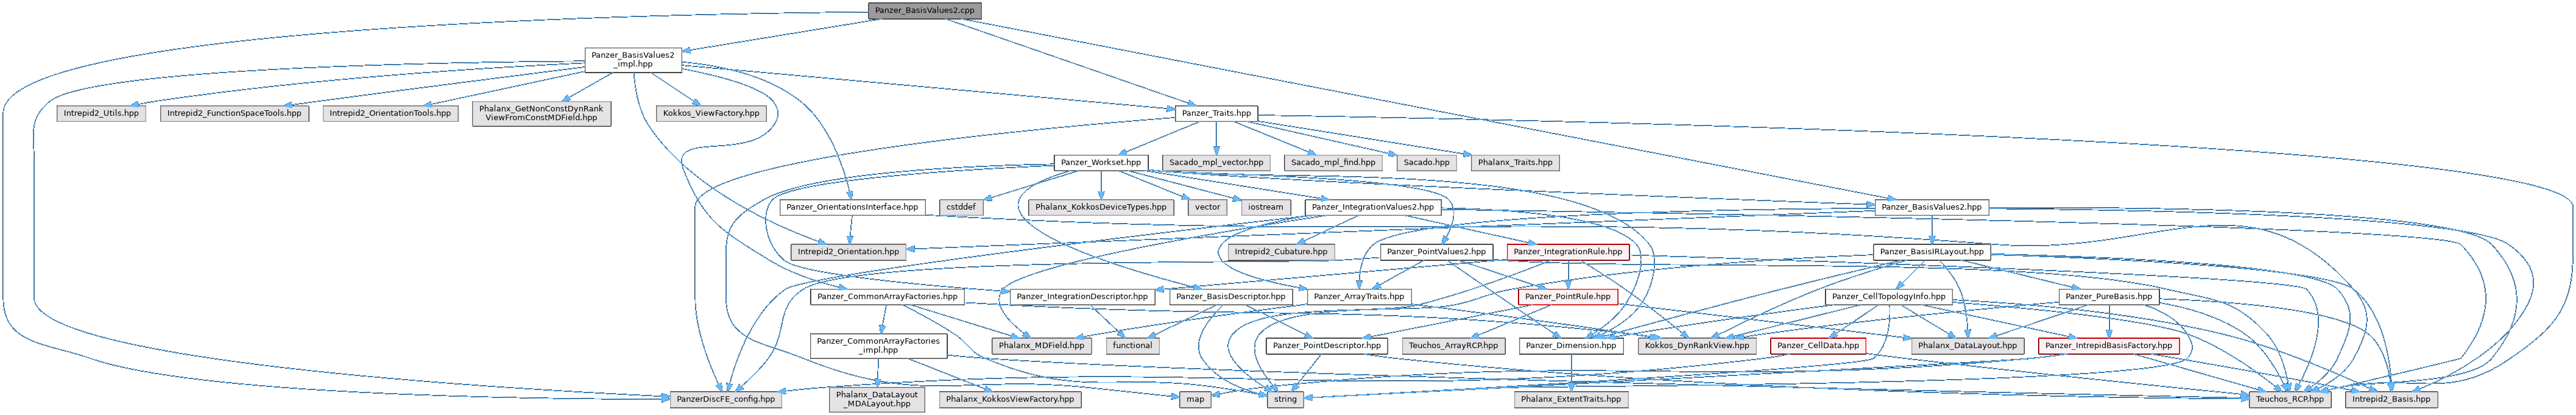 Panzer_BasisValues2.cpp
Panzer_BasisValues2
_impl.hpp
Intrepid2_Utils.hpp
Intrepid2_FunctionSpaceTools.hpp
Intrepid2_OrientationTools.hpp
Phalanx_GetNonConstDynRank
ViewFromConstMDField.hpp
Kokkos_ViewFactory.hpp
Panzer_Traits.hpp
Panzer_Workset.hpp
Sacado_mpl_vector.hpp
Sacado_mpl_find.hpp
Sacado.hpp
Phalanx_Traits.hpp
Panzer_OrientationsInterface.hpp
cstddef
Phalanx_KokkosDeviceTypes.hpp
vector
iostream
Panzer_IntegrationValues2.hpp
Panzer_BasisValues2.hpp
Intrepid2_Orientation.hpp
Intrepid2_Cubature.hpp
Panzer_PointValues2.hpp
Panzer_IntegrationRule.hpp
Panzer_BasisIRLayout.hpp
Panzer_CommonArrayFactories.hpp
Panzer_IntegrationDescriptor.hpp
Panzer_BasisDescriptor.hpp
Panzer_ArrayTraits.hpp
Panzer_PointRule.hpp
Panzer_CellTopologyInfo.hpp
Panzer_PureBasis.hpp
Panzer_CommonArrayFactories
_impl.hpp
Phalanx_MDField.hpp
functional
Panzer_PointDescriptor.hpp
Teuchos_ArrayRCP.hpp
Panzer_Dimension.hpp
Kokkos_DynRankView.hpp
Panzer_CellData.hpp
Phalanx_DataLayout.hpp
Panzer_IntrepidBasisFactory.hpp
PanzerDiscFE_config.hpp
Phalanx_DataLayout
_MDALayout.hpp
Phalanx_KokkosViewFactory.hpp
map
string
Phalanx_ExtentTraits.hpp
Teuchos_RCP.hpp
Intrepid2_Basis.hpp